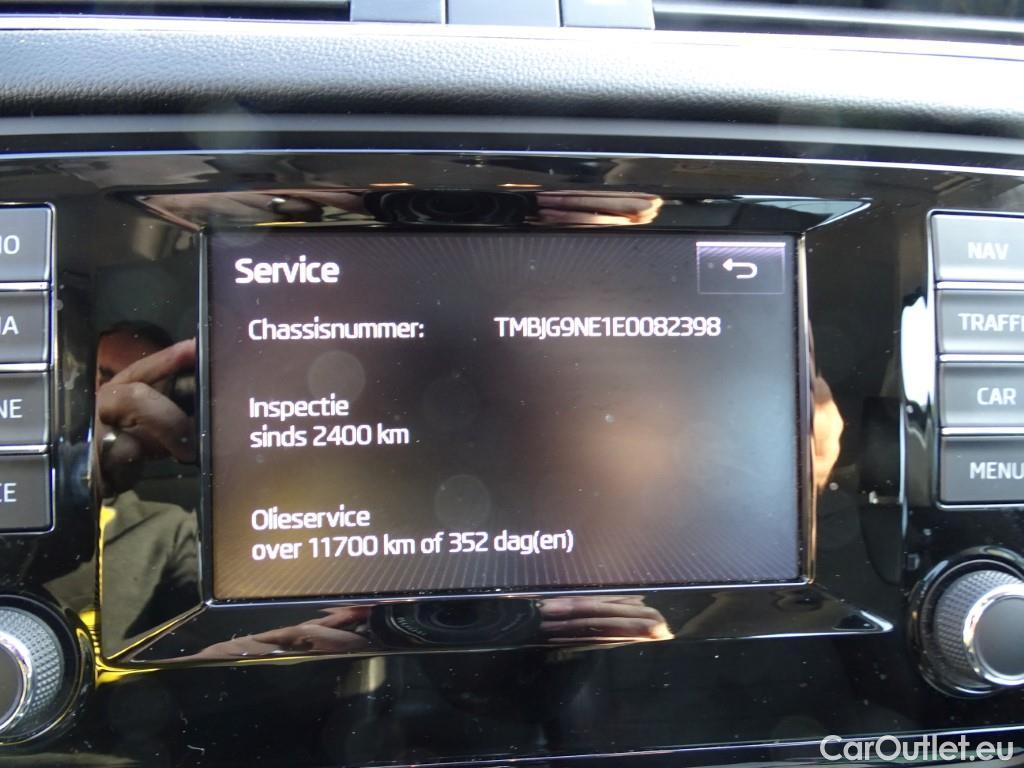 Service
Chassisnummer: TMBJG9NE1E0082398
Inspectie
sinds 2400 km
Olieservice
over 11700 km of 352 dag(en)
NAV
CAR
MENU
CarOutlet.eu